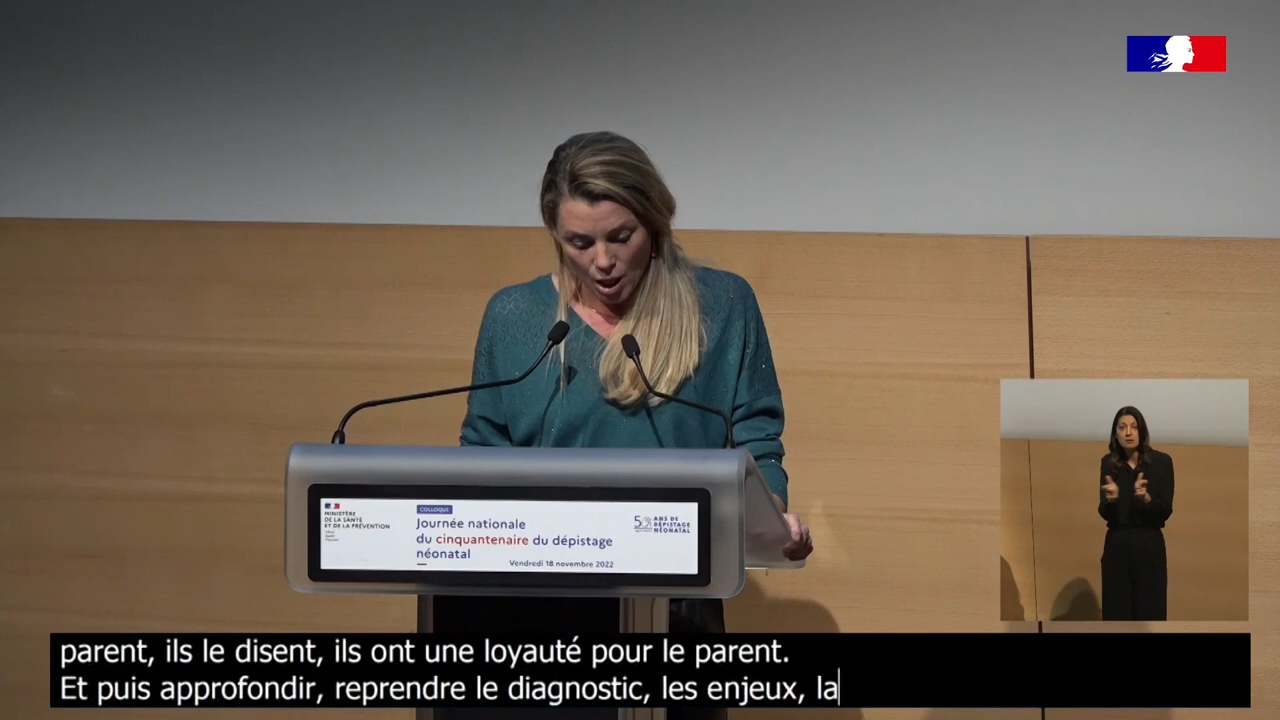 MINISTÈRE
DE LA SANTÉ
ET DE LA PRÉVENTION
COLLOQUE
Journée nationale
du cinquantenaire du dépistage
néonatal
Vendredi 18 novembre 2022
50 ANS DE
DÉPISTAGE
NÉONATAL
parent, ils le disent, ils ont une loyauté pour le parent.
Et puis approfondir, reprendre le diagnostic, les enjeux, la